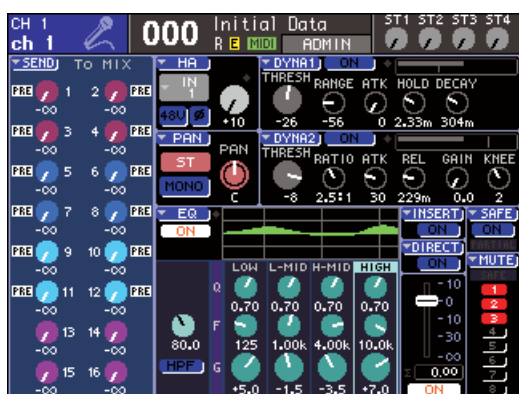 CH 1
ch 1
000
Initial Data
R E MIDI ADMIN
ST1 ST2 ST3 ST4
SEND TO MIX
PRE 1 2 PRE
-∞ -∞
PRE 3 4 PRE
-∞ -∞
PRE 5 6 PRE
-∞ -∞
PRE 7 8 PRE
-∞ -∞
PRE 9 10 PRE
-∞ -∞
PRE 11 12 PRE
-∞ -∞
13 14
-∞ -∞
15 16
-∞ -∞
HA
IN
1
48V Ø
+10
PAN
ST
MONO
PAN
C
DYNA1 ON
THRESH RANGE ATK HOLD DECAY
-26 -56 0 2.33m 304m
DYNA2 ON
THRESH RATIO ATK REL GAIN KNEE
-8 2.5:1 30 229m 0.0 2
EQ
ON
LOW L-MID H-MID HIGH
Q
0.70 0.70 0.70 0.70
F
80.0
125 1.00k 4.00k 10.0k
HPF
G
+5.0 -1.5 -3.5 +7.0
INSERT
ON
DIRECT
ON
10
0
10
30
∞
Σ 0.00
ON
SAFE
ON
PARTIAL
MUTE
SAFE
1
2
3
4
5
6
7
8